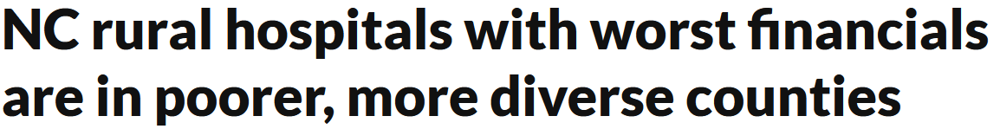 NC rural hospitals with worst financials
are in poorer, more diverse counties